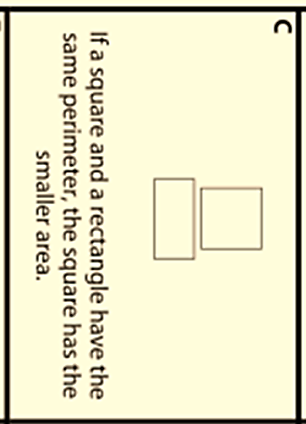 C
If a square and a rectangle have the
same perimeter, the square has the
smaller area.